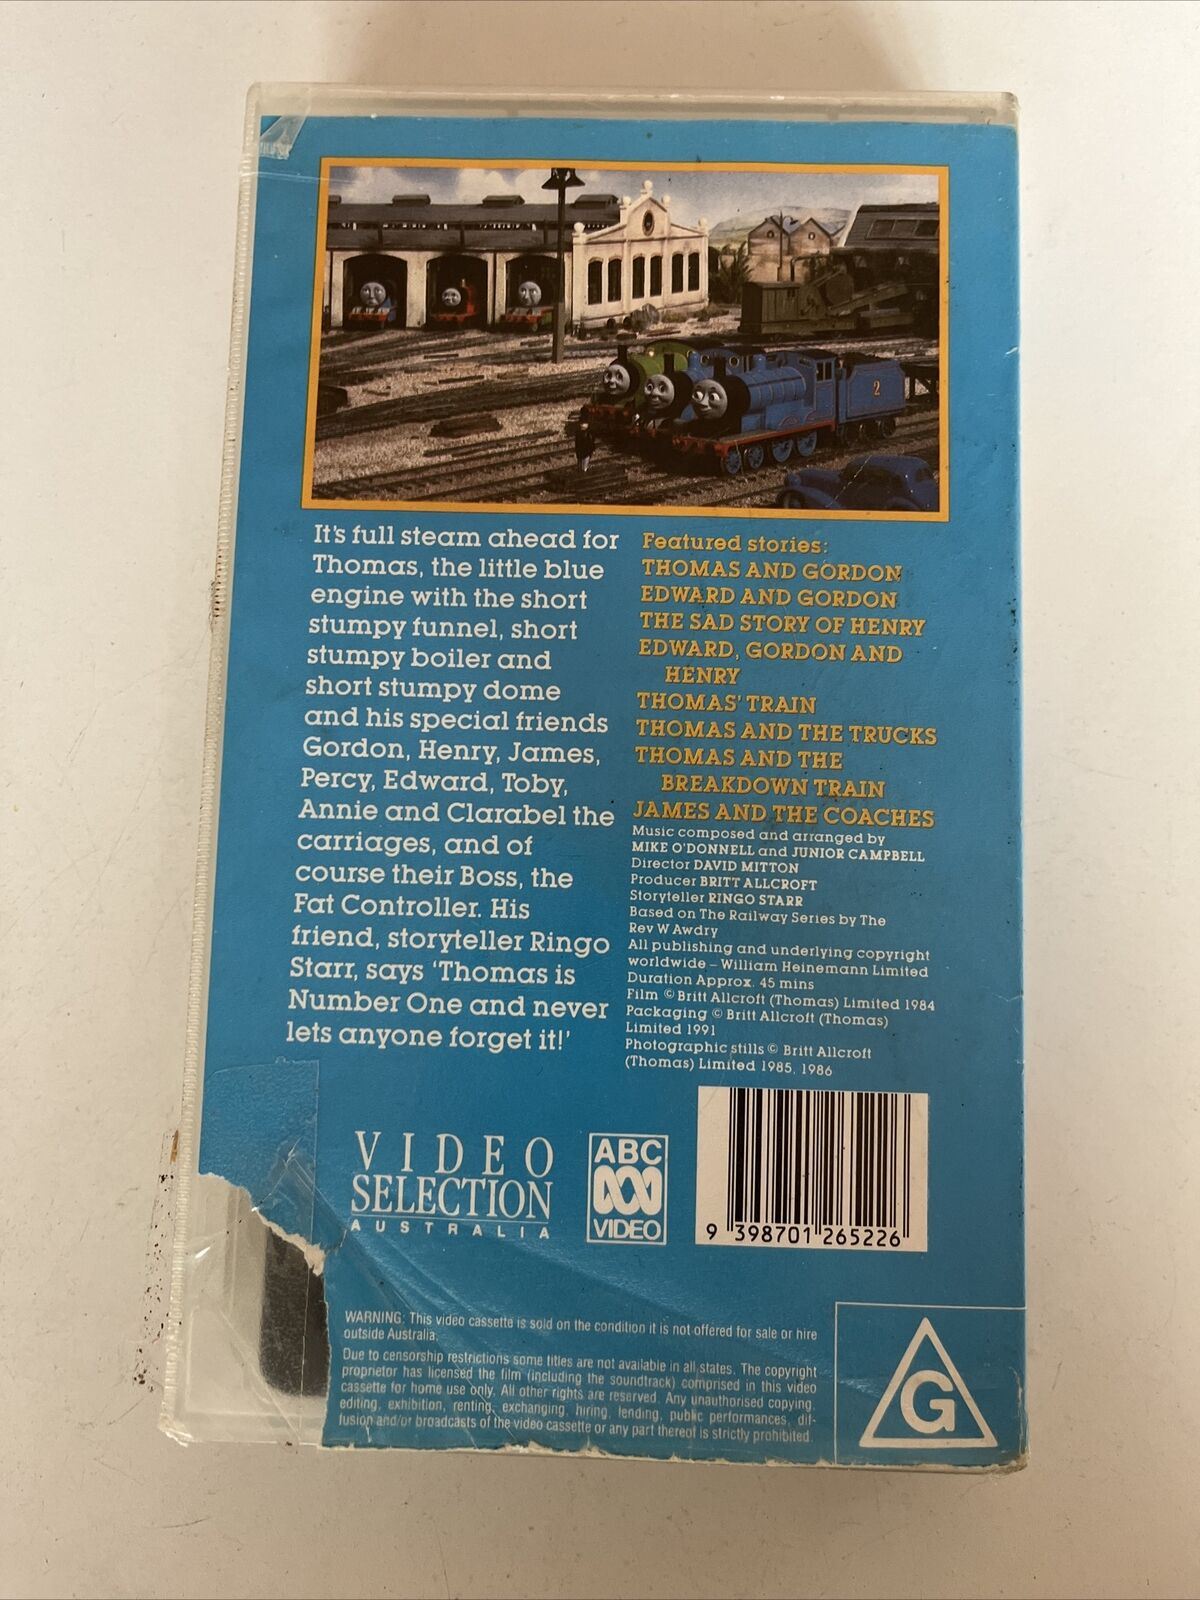 2
It's full steam ahead for
Thomas, the little blue
engine with the short
stumpy funnel, short
stumpy boiler and
short stumpy dome
and his special friends
Gordon, Henry, James,
Percy, Edward, Toby,
Annie and Clarabel the
carriages, and of
course their Boss, the
Fat Controller. His
friend, storyteller Ringo
Starr, says 'Thomas is
Number One and never
lets anyone forget it!'
Featured stories:
THOMAS AND GORDON
EDWARD AND GORDON
THE SAD STORY OF HENRY
EDWARD, GORDON AND
HENRY
THOMAS' TRAIN
THOMAS AND THE TRUCKS
THOMAS AND THE
BREAKDOWN TRAIN
JAMES AND THE COACHES
Music composed and arranged by
MIKE O'DONNELL and JUNIOR CAMPBELL
Director DAVID MITTON
Producer BRITT ALLCROFT
Storyteller RINGO STARR
Based on The Railway Series by The
Rev W Awdry
All publishing and underlying copyright
worldwide – William Heinemann Limited
Duration Approx. 45 mins
Film © Britt Allcroft (Thomas) Limited 1984
Packaging © Britt Allcroft (Thomas)
Limited 1991
Photographic stills © Britt Allcroft
(Thomas) Limited 1985, 1986
VIDEO
SELECTION
AUSTRALIA
ABC
VIDEO
9 398701 265226
WARNING: This video cassette is sold on the condition it is not offered for sale or hire
outside Australia.
Due to censorship restrictions some titles are not available in all states. The copyright
proprietor has licensed the film (including the soundtrack) comprised in this video
cassette for home use only. All other rights are reserved. Any unauthorised copying,
editing, exhibition, renting, exchanging, hiring, lending, public performances, dif-
fusion and/or broadcasts of the video cassette or any part thereof is strictly prohibited.
G